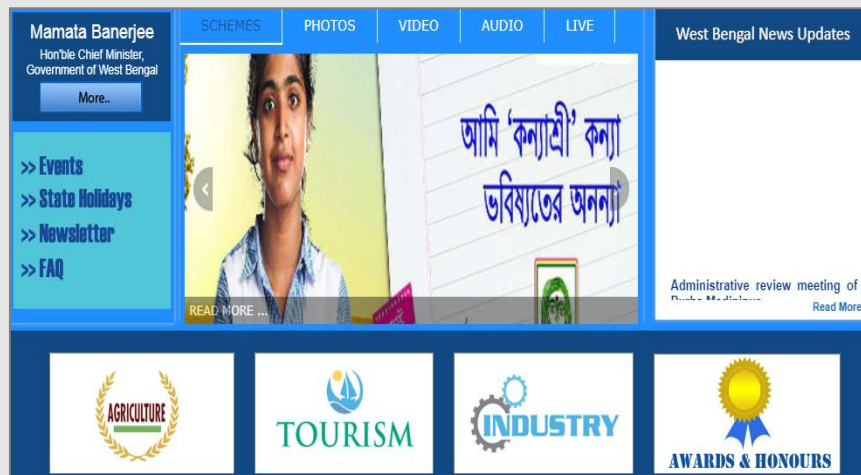 Mamata Banerjee
Hon'ble Chief Minister,
Government of West Bengal
More..
>> Events
>> State Holidays
>> Newsletter
>> FAQ
SCHEMES
PHOTOS
VIDEO
AUDIO
LIVE
আমি ‘কন্যাশ্রী’ কন্যা
ভবিষ্যতের অনন্যা
READ MORE ...
West Bengal News Updates
Administrative review meeting of
Read More
AGRICULTURE
TOURISM
INDUSTRY
AWARDS & HONOURS